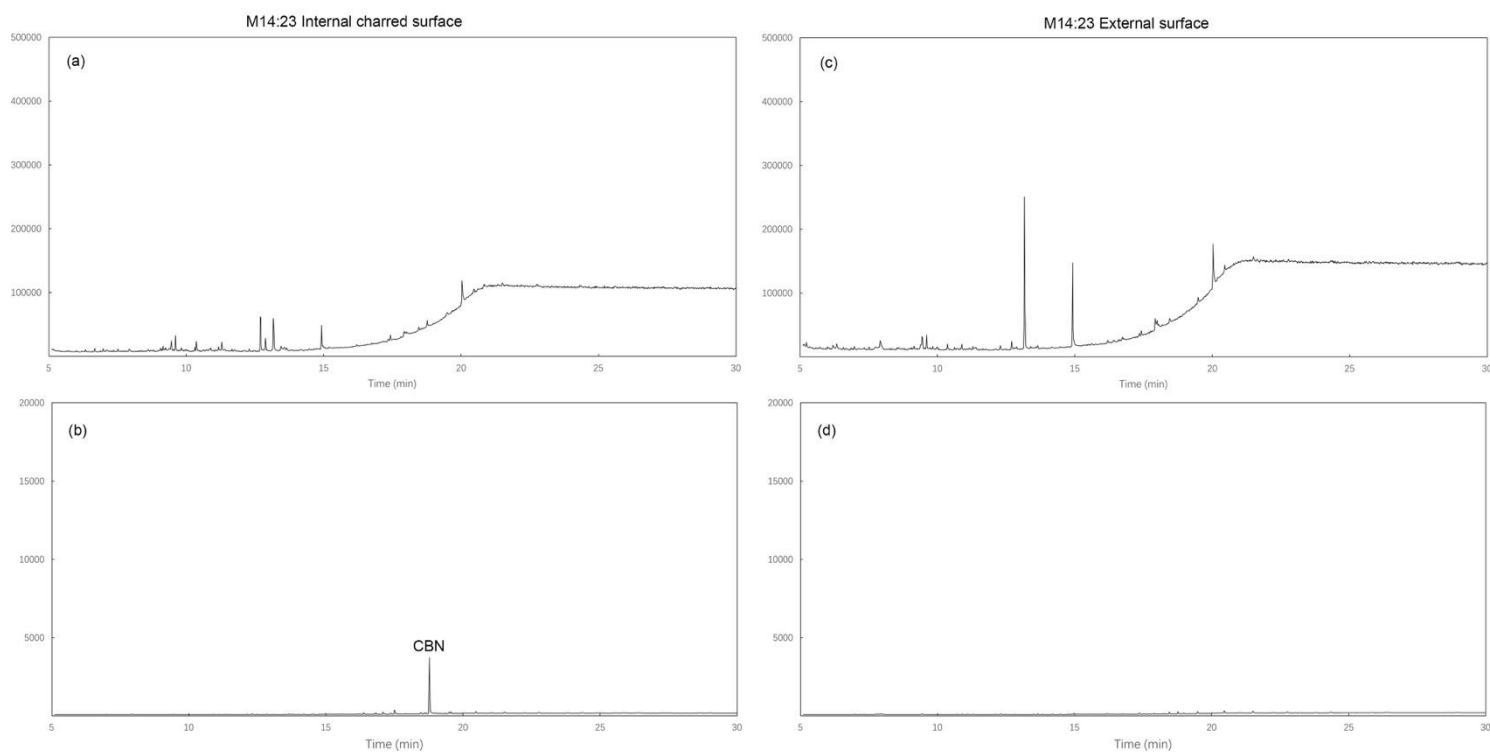 M14:23 Internal charred surface
(a)
500000
400000
300000
200000
100000
5 10 15 20 25 30
Time (min)
M14:23 External surface
(c)
500000
400000
300000
200000
100000
5 10 15 20 25 30
Time (min)
(b)
20000
15000
10000
5000
CBN
5 10 15 20 25 30
Time (min)
(d)
20000
15000
10000
5000
5 10 15 20 25 30
Time (min)